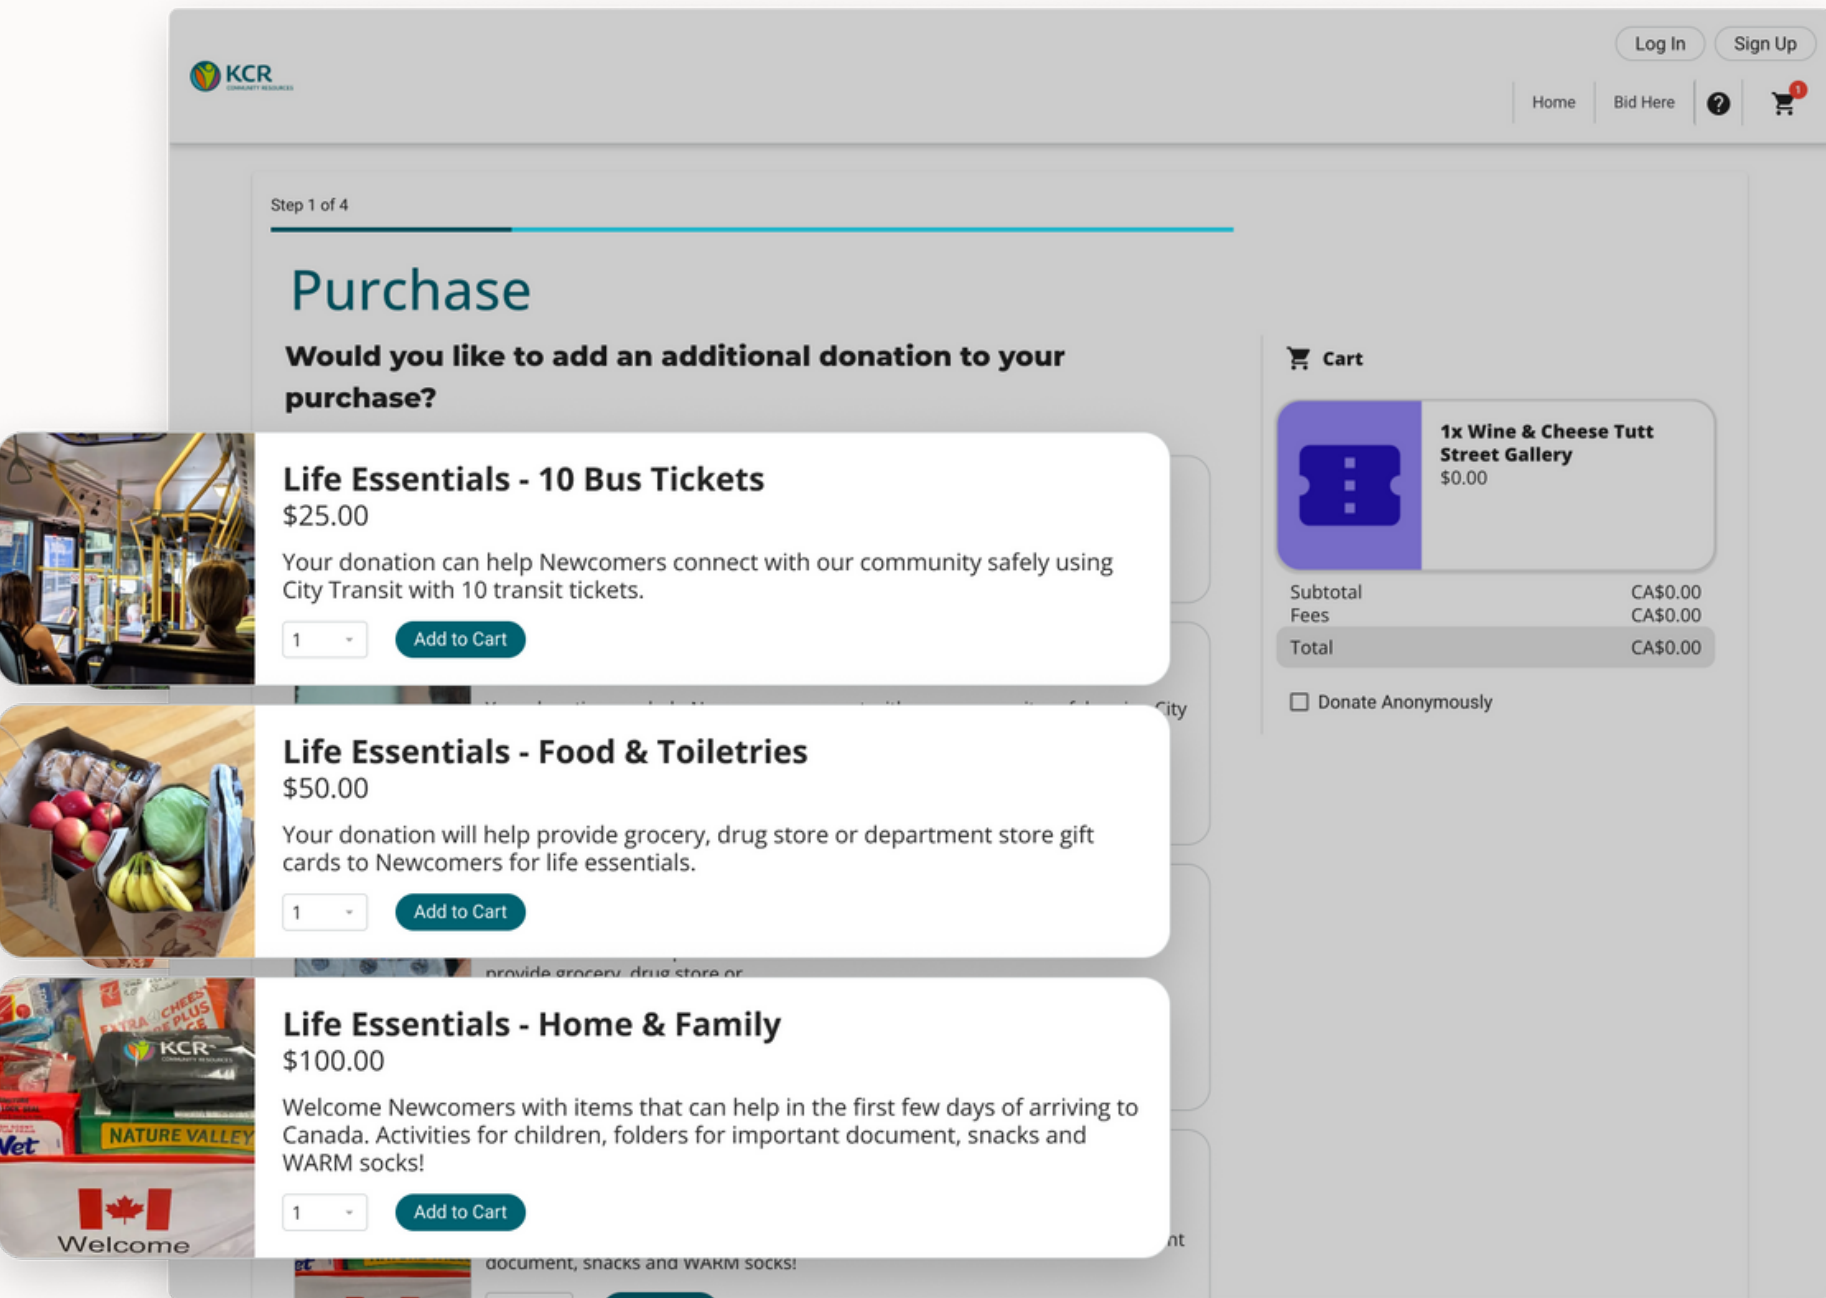 Log In
Sign Up
KCR
COMMUNITY RESOURCES
Home
Bid Here
?
1
Step 1 of 4
Purchase
Would you like to add an additional donation to your
purchase?
Cart
1x Wine & Cheese Tutt
Street Gallery
$0.00
Subtotal CA$0.00
Fees CA$0.00
Total CA$0.00
Donate Anonymously
Life Essentials - 10 Bus Tickets
$25.00
Your donation can help Newcomers connect with our community safely using
City Transit with 10 transit tickets.
1
Add to Cart
City
Life Essentials - Food & Toiletries
$50.00
Your donation will help provide grocery, drug store or department store gift
cards to Newcomers for life essentials.
1
Add to Cart
provide grocery, drug store or
KCR
COMMUNITY RESOURCES
NATURE VALLEY
Welcome
Life Essentials - Home & Family
$100.00
Welcome Newcomers with items that can help in the first few days of arriving to
Canada. Activities for children, folders for important document, snacks and
WARM socks!
1
Add to Cart
document, snacks and WARM socks!